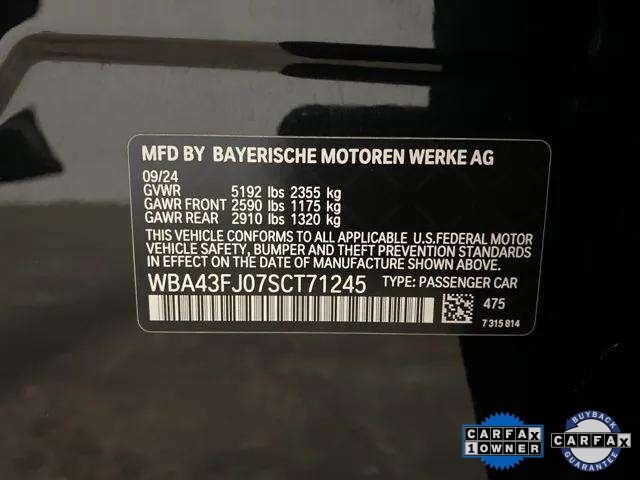 MFD BY BAYERISCHE MOTOREN WERKE AG
09/24
GVWR 5192 lbs 2355 kg
GAWR FRONT 2590 lbs 1175 kg
GAWR REAR 2910 lbs 1320 kg
THIS VEHICLE CONFORMS TO ALL APPLICABLE U.S.FEDERAL MOTOR
VEHICLE SAFETY, BUMPER AND THEFT PREVENTION STANDARDS
IN EFFECT ON THE DATE OF MANUFACTURE SHOWN ABOVE.
WBA43FJ07SCT71245 TYPE: PASSENGER CAR
475
7 315 814
CARFAX
1 OWNER
BUYBACK
CARFAX
GUARANTEE